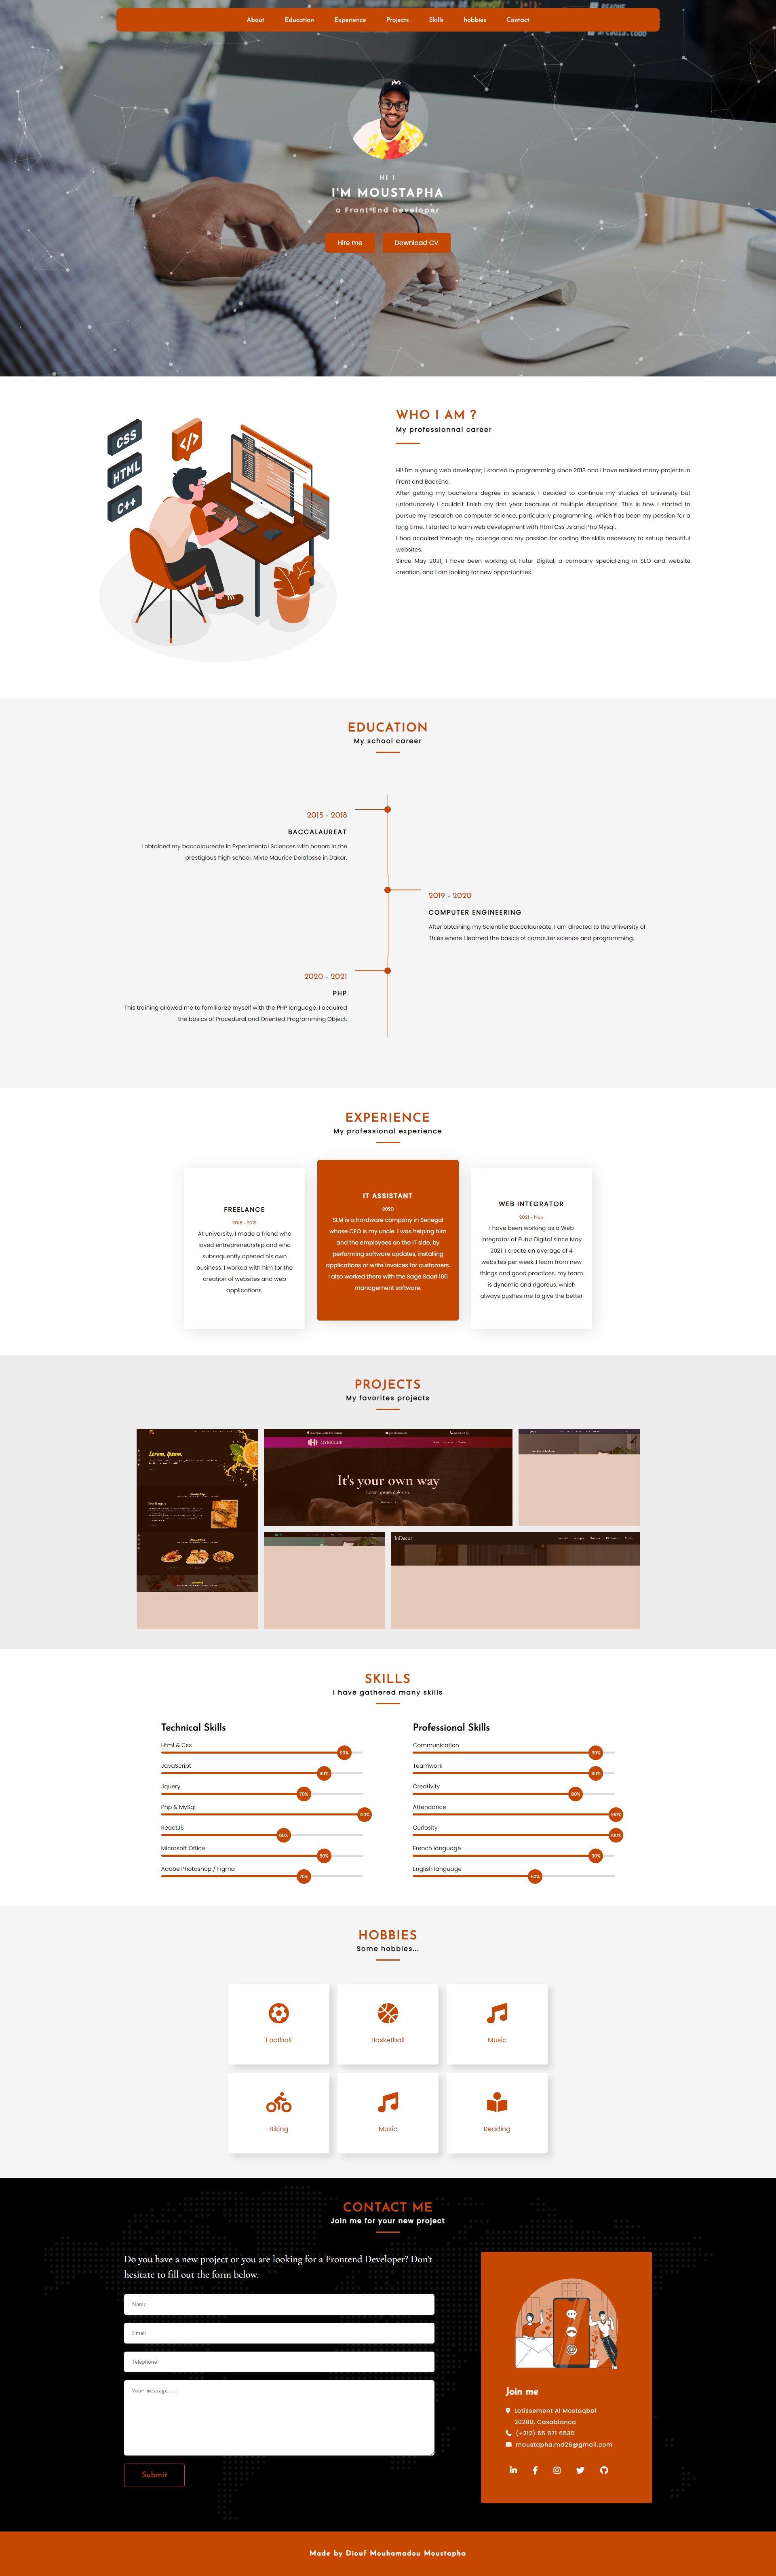 About Education Experience Projects Skills hobbies Contact
Hi !
I'M MOUSTAPHA
a Front End Developer
Hire me Download CV
CSS
HTML
C++
</>
WHO I AM ?
My professionnal career
Hi! I'm a young web developer; I started in programming since 2018 and i have realised many projects in
Front and BackEnd.
After getting my bachelor's degree in science, I decided to continue my studies at university but
unfortunately I couldn't finish my first year because of multiple disruptions. This is how I started to
pursue my research on computer science, particularly programming, which has been my passion for a
long time. I started to learn web development with Html Css Js and Php Mysql.
I had acquired through my courage and my passion for coding the skills necessary to set up beautiful
websites.
Since May 2021, I have been working at Futur Digital, a company specializing in SEO and website
creation, and I am looking for new opportunities.
EDUCATION
My school career
2015 - 2018
BACCALAUREAT
I obtained my baccalaureate in Experimental Sciences with honors in the
prestigious high school, Mixte Maurice Delafosse in Dakar.
2019 - 2020
COMPUTER ENGINEERING
After obtaining my Scientific Baccalaureate, I am directed to the University of
Thiès where I learned the basics of computer science and programming.
2020 - 2021
PHP
This training allowed me to familiarize myself with the PHP language. I acquired
the basics of Procedural and Oriented Programming Object.
EXPERIENCE
My professional experience
FREELANCE
2018 - 2021
At university, I made a friend who
loved entrepreneurship and who
subsequently opened his own
business. I worked with him for the
creation of websites and web
applications.
IT ASSISTANT
2020
SLM is a hardware company in Senegal
whose CEO is my uncle. I was helping him
and the employees on the IT side, by
performing software updates, installing
applications or write invoices for customers.
I also worked there with the Sage Saari 100
management software.
WEB INTEGRATOR
2021 - Now
I have been working as a Web
Integrator at Futur Digital since May
2021. I create an average of 4
websites per week. I learn from new
things and good practices. my team
is dynamic and rigorous, which
always pushes me to give the better
PROJECTS
My favorites projects
Lorem, ipsum.
GYMCLUB
It's your own way
Lorem ipsum dolor sit.
InDecor
SKILLS
I have gathered many skills
Technical Skills
Html & Css
90%
JavaScript
80%
Jquery
70%
Php & MySql
100%
ReactJS
60%
Microsoft Office
80%
Adobe Photoshop / Figma
70%
Professional Skills
Communication
90%
Teamwork
90%
Creativity
80%
Attendance
100%
Curiosity
100%
French language
90%
English language
60%
HOBBIES
Some hobbies...
Football
Basketball
Music
Biking
Music
Reading
CONTACT ME
Join me for your new project
Do you have a new project or you are looking for a Frontend Developer? Don't
hesitate to fill out the form below.
Name
Email
Telephone
Your message...
Submit
Join me
Lotissement Al Mostaqbal
20280, Casablanca
(+212) 65 671 6530
moustapha.md26@gmail.com
Made by Diouf Mouhamadou Moustapha